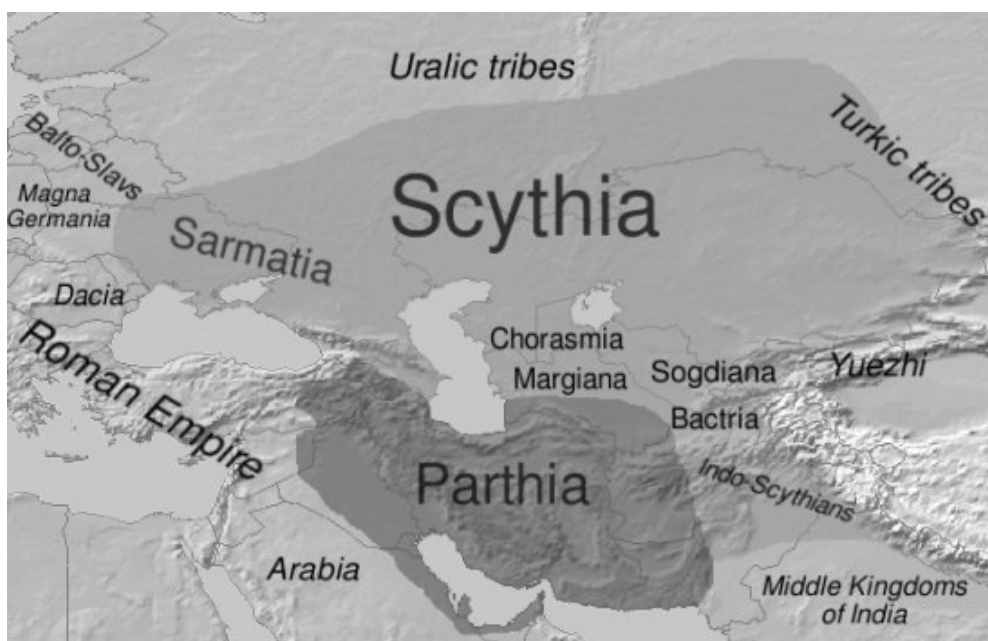 Uralic tribes
Turkic tribes
Balto-Slavs
Scythia
Magna
Germania
Sarmatia
Dacia
Chorasmia
Roman Empire
Margiana
Sogdiana
Yuezhi
Bactria
Parthia
Indo-Scythians
Arabia
Middle Kingdoms
of India